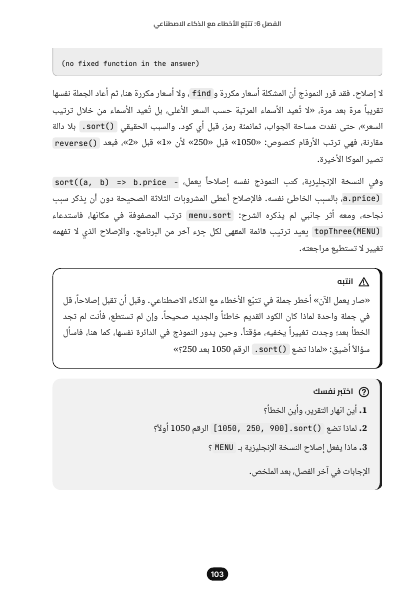 الفصل 6: تتبّع الأخطاء مع الذكاء الاصطناعي
(no fixed function in the answer)
لا إصلاح. فقد قرر النموذج أن المشكلة أسعار مكررة و find، ولا أسعار مكررة هنا، ثم أعاد الجملة نفسها
تقريباً مرة بعد مرة، «لا تُعيد الأسماء المرتبة حسب السعر الأعلى، بل تُعيد الأسماء من خلال ترتيب
السعر»، حتى نفدت مساحة الجواب، ثمانمئة رمز، قبل أي كود. والسبب الحقيقي .sort() بلا دالة
مقارنة، فهي ترتب الأرقام كنصوص: «1050» قبل «250» لأن «1» قبل «2»، فبعد reverse()
تصير الموكا الأخيرة.
وفي النسخة الإنجليزية، كتب النموذج نفسه إصلاحاً يعمل، sort((a, b) => b.price -
a.price)، بالسبب الخاطئ نفسه. فالإصلاح أعطى المشروبات الثلاثة الصحيحة دون أن يذكر سبب
نجاحه، ومعه أثر جانبي لم يذكره الشرح: menu.sort ترتب المصفوفة في مكانها، فاستدعاء
topThree(MENU) يعيد ترتيب قائمة المقهى لكل جزء آخر من البرنامج. والإصلاح الذي لا تفهمه
تغيير لا تستطيع مراجعته.
انتبه
«صار يعمل الآن» أخطر جملة في تتبّع الأخطاء مع الذكاء الاصطناعي. وقبل أن تقبل إصلاحاً، قل
في جملة واحدة لماذا كان الكود القديم خاطئاً والجديد صحيحاً. وإن لم تستطع، فأنت لم تجد
الخطأ بعد؛ وجدت تغييراً يخفيه، مؤقتاً. وحين يدور النموذج في الدائرة نفسها، كما هنا، فاسأل
سؤالاً أضيق: «لماذا تضع .sort() الرقم 1050 بعد 250؟»
اختبر نفسك
1. أين انهار التقرير، وأين الخطأ؟
2. لماذا تضع [1050, 250, 900].sort() الرقم 1050 أولاً؟
3. ماذا يفعل إصلاح النسخة الإنجليزية بـ MENU ؟
الإجابات في آخر الفصل، بعد الملخص.
103